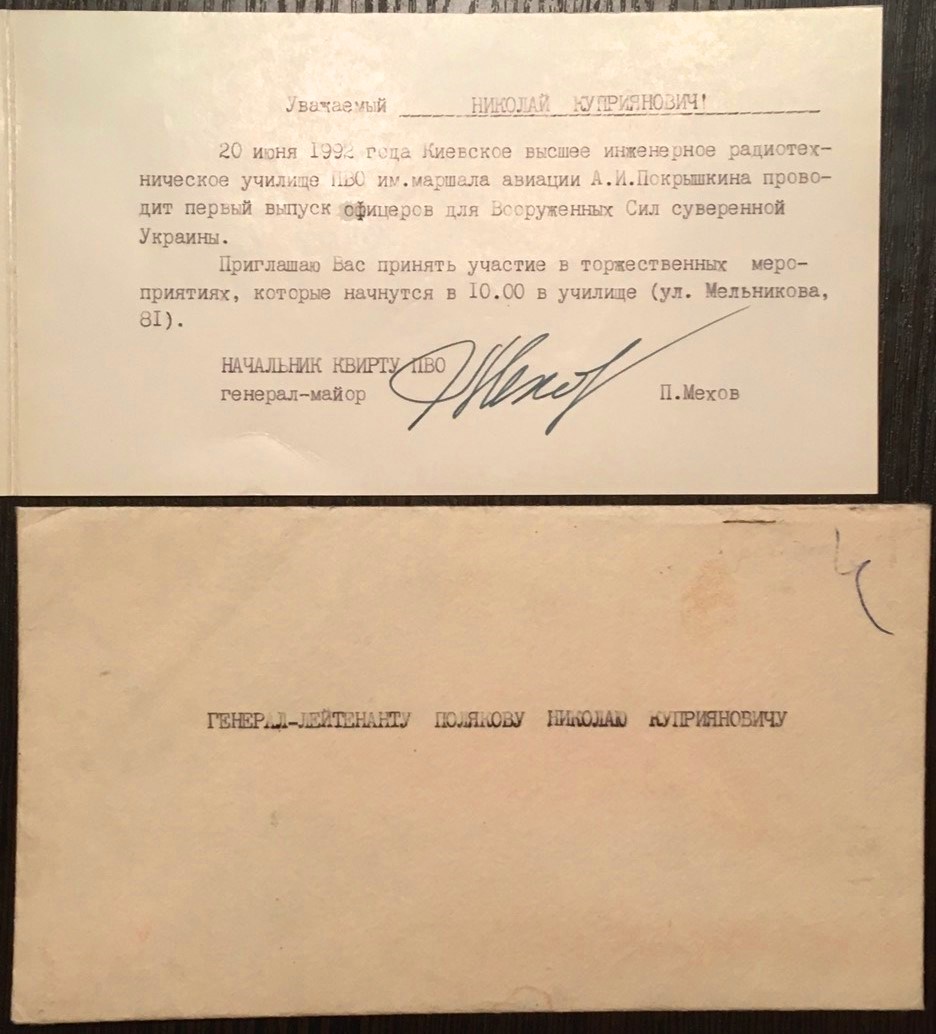 Уважаемый НИКОЛАЙ КУПРИЯНОВИЧ!
20 июня 1992 года Киевское высшее инженерное радиотех-
ническое училище ПВО им.маршала авиации А.И.Покрышкина прово-
дит первый выпуск офицеров для Вооруженных Сил суверенной
Украины.
Приглашаю Вас принять участие в торжественных меро-
приятиях, которые начнутся в 10.00 в училище (ул. Мельникова,
8I).
НАЧАЛЬНИК КВИРТУ ПВО
генерал-майор П.Мехов
ГЕНЕРАЛ-ЛЕЙТЕНАНТУ ПОЛЯКОВУ НИКОЛАЮ КУПРИЯНОВИЧУ